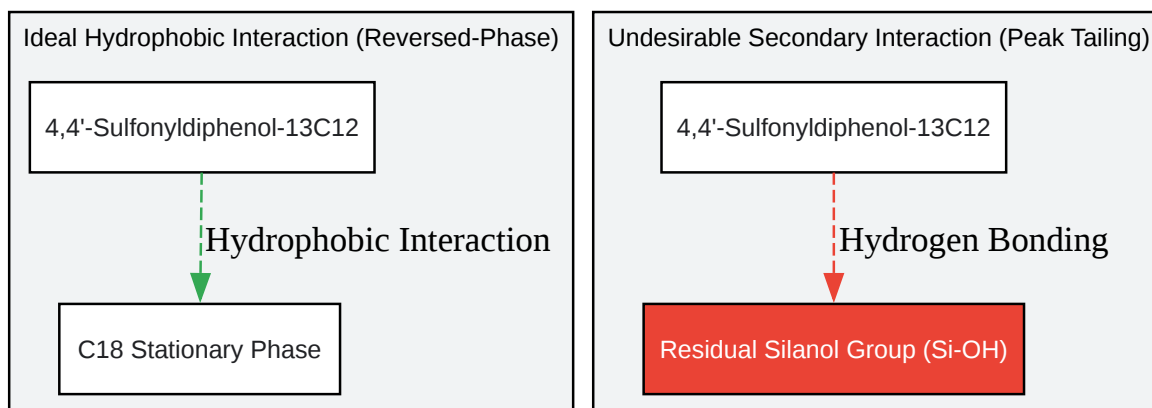 Ideal Hydrophobic Interaction (Reversed-Phase)
4,4'-Sulfonyldiphenol-13C12
Hydrophobic Interaction
C18 Stationary Phase
Undesirable Secondary Interaction (Peak Tailing)
4,4'-Sulfonyldiphenol-13C12
Hydrogen Bonding
Residual Silanol Group (Si-OH)